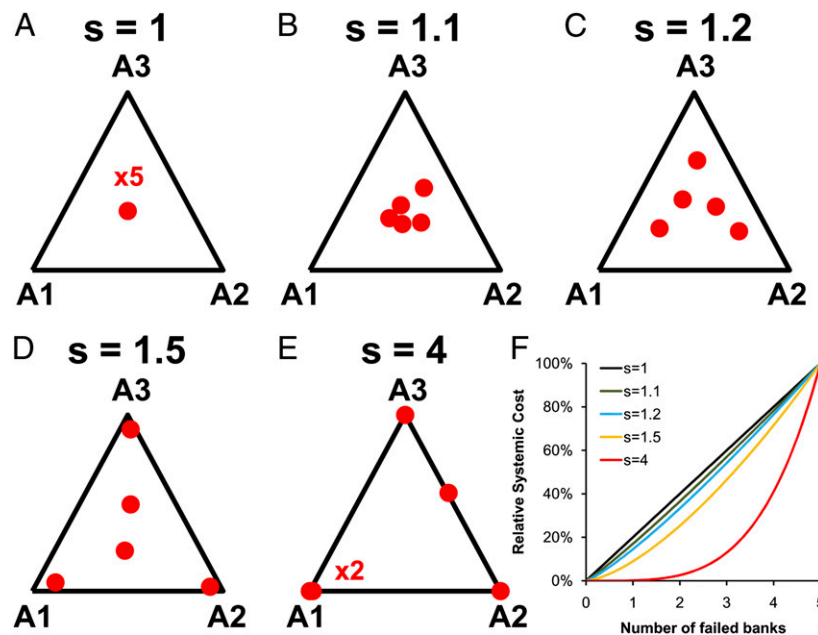 A
s = 1
A3
x5
A1
A2
B
s = 1.1
A3
A1
A2
C
s = 1.2
A3
A1
A2
D
s = 1.5
A3
A1
A2
E
s = 4
A3
x2
A1
A2
F
Relative Systemic Cost
100%
80%
60%
40%
20%
0%
s=1
s=1.1
s=1.2
s=1.5
s=4
0 1 2 3 4 5
Number of failed banks